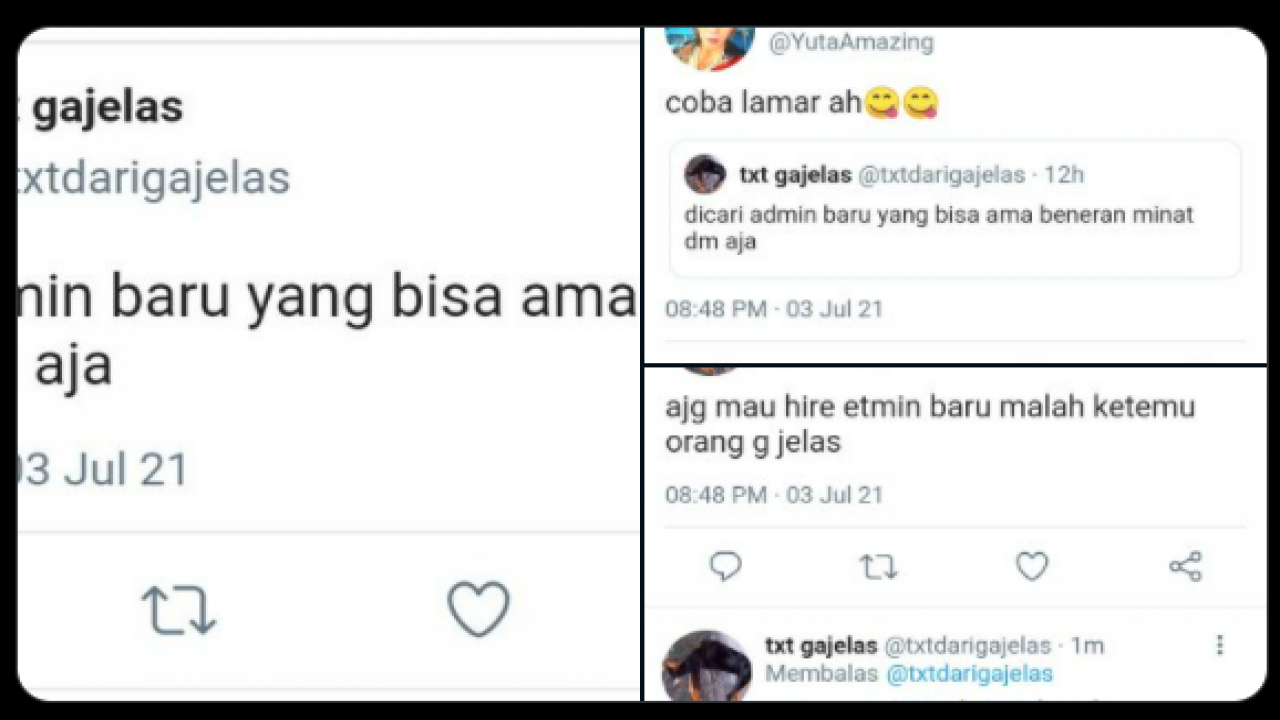 gajelas
txtdarigajelas
min baru yang bisa ama
aja
03 Jul 21
@YutaAmazing
coba lamar ah😋😋
txt gajelas @txtdarigajelas · 12h
dicari admin baru yang bisa ama beneran minat
dm aja
08:48 PM · 03 Jul 21
ajg mau hire etmin baru malah ketemu
orang g jelas
08:48 PM · 03 Jul 21
txt gajelas @txtdarigajelas · 1m
Membalas @txtdarigajelas